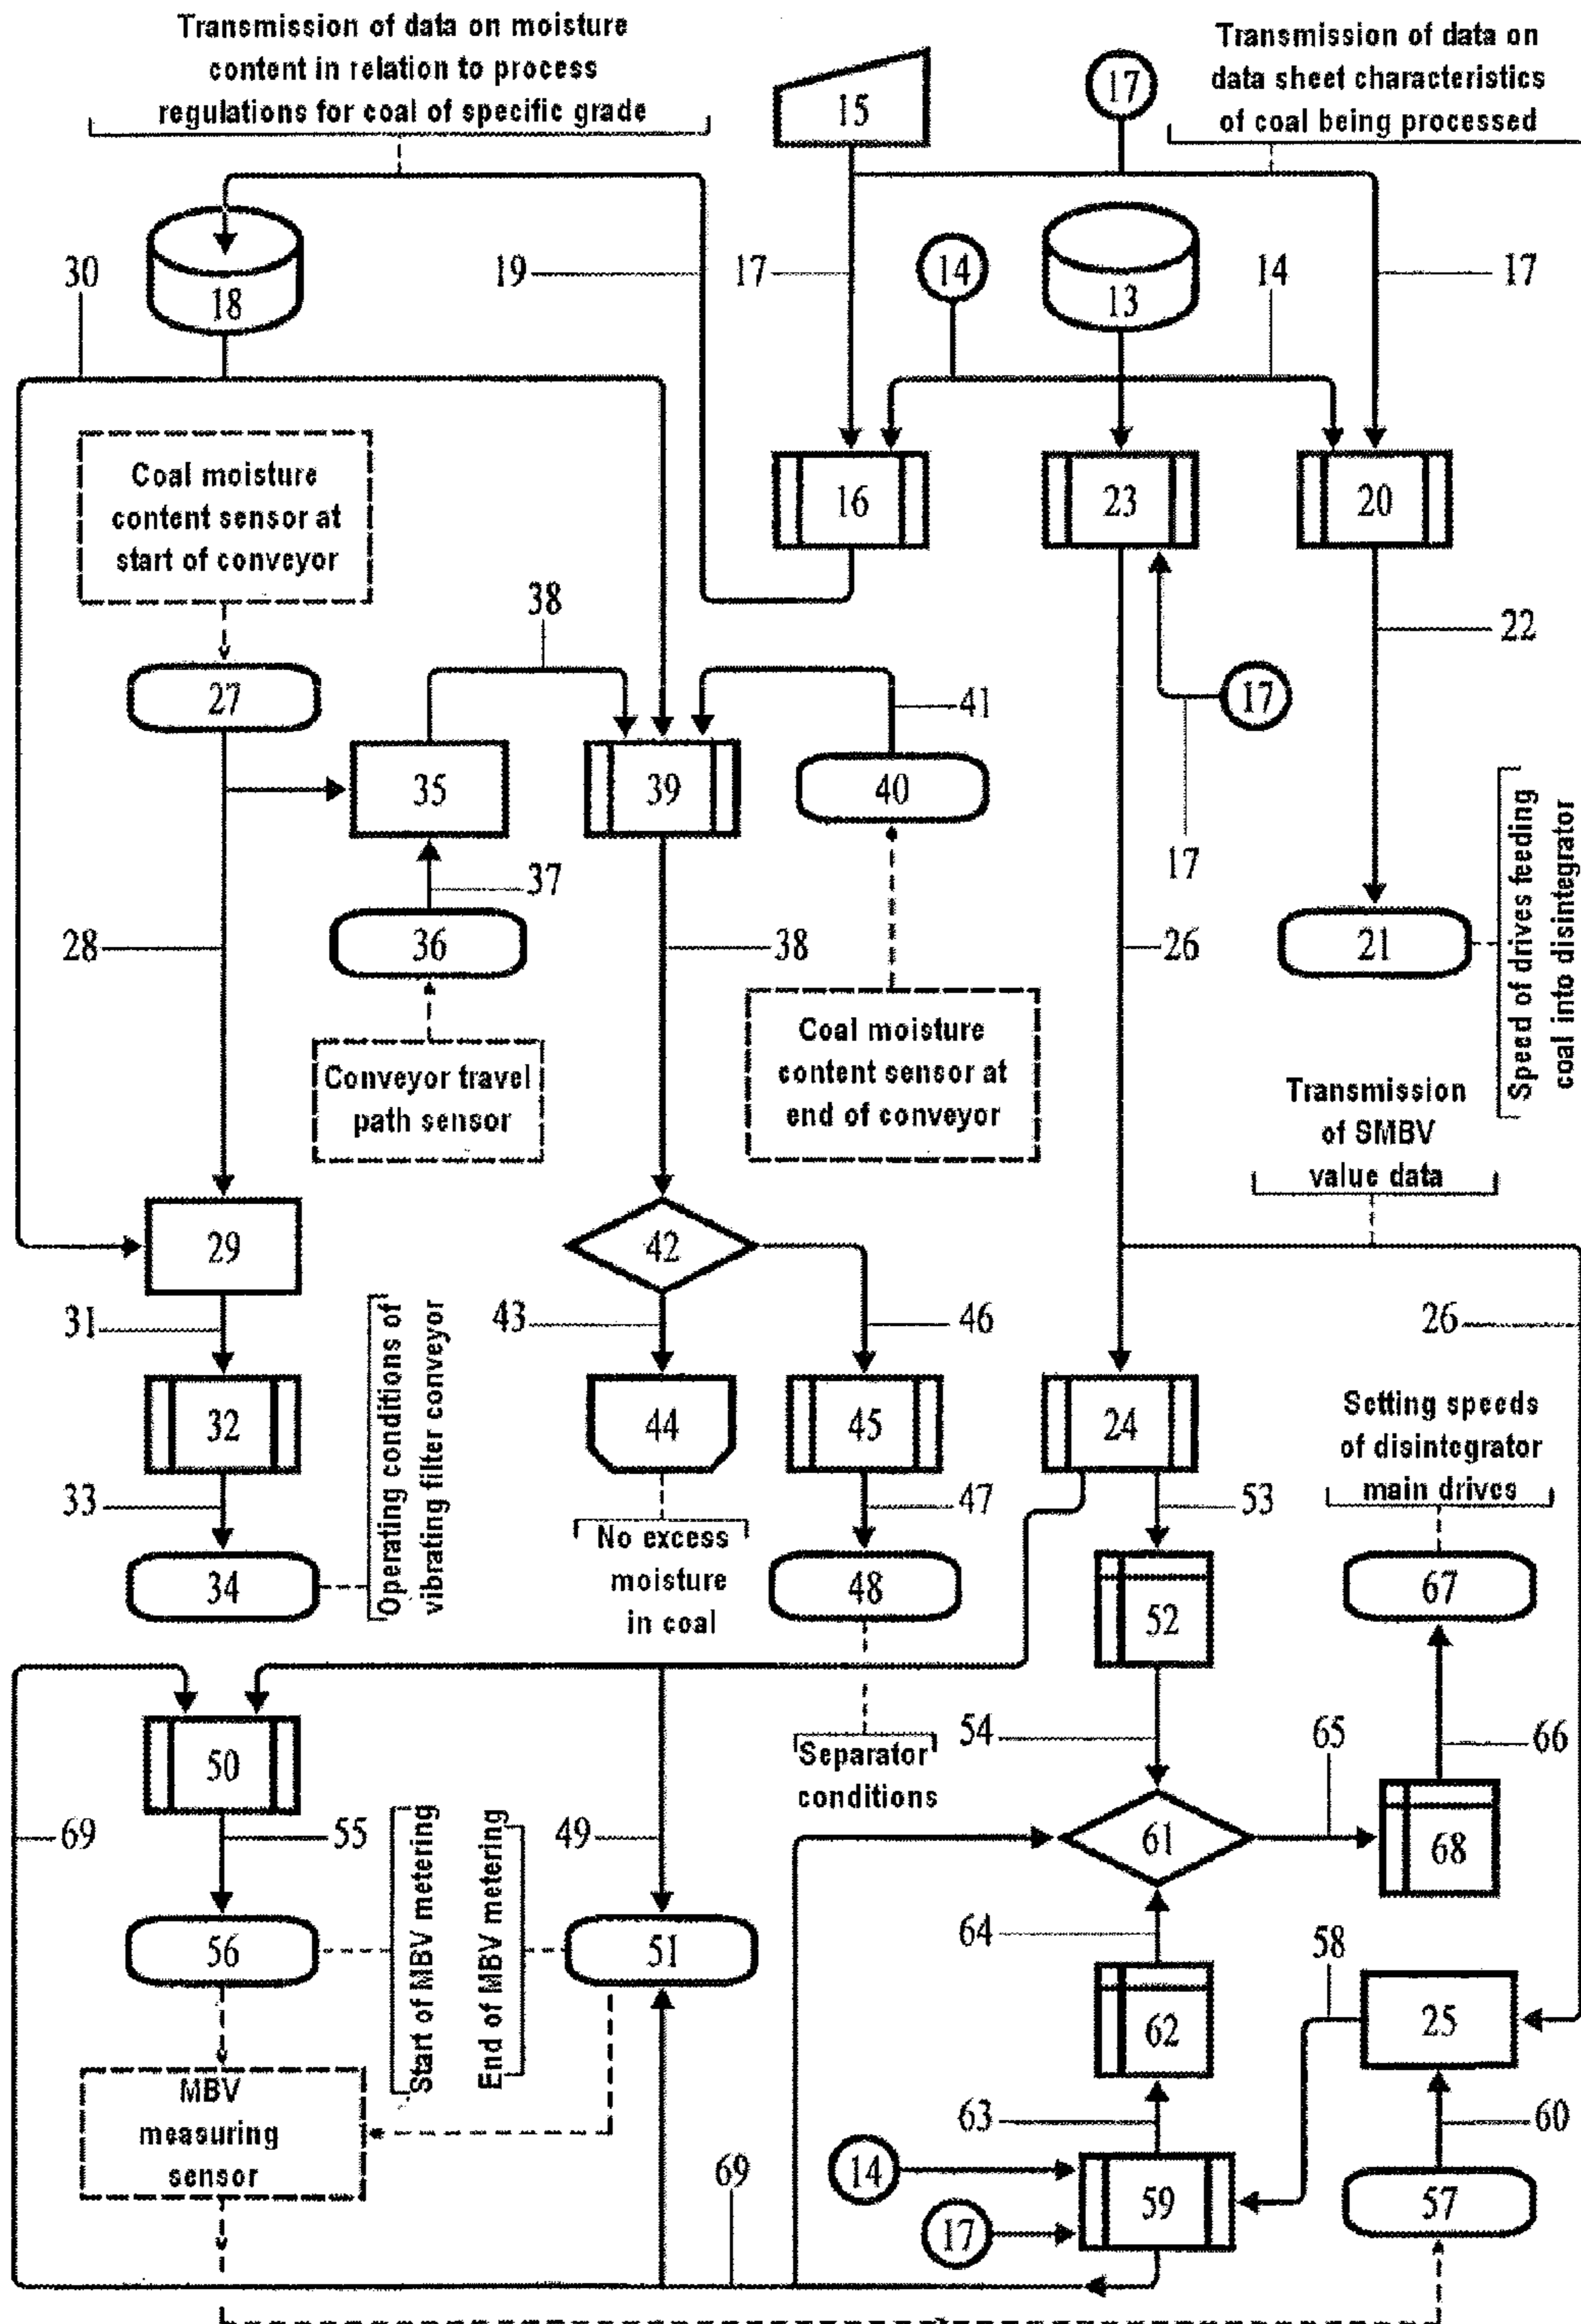 Transmission of data on moisture
content in relation to process
regulations for coal of specific grade
15
17
Transmission of data on
data sheet characteristics
of coal being processed
30
18
19
17
14
13
14
17
Coal moisture
content sensor at
start of conveyor
16
23
20
38
22
27
41
17
35
39
40
17
37
28
36
38
26
21
Speed of drives feeding
coal into disintegrator
Conveyor travel
path sensor
Coal moisture
content sensor at
end of conveyor
Transmission
of SMBV
value data
29
42
31
43
46
26
Operating conditions of
vibrating filter conveyor
32
44
45
24
Setting speeds
of disintegrator
main drives
33
47
53
No excess
moisture
in coal
34
48
52
67
50
Separator
conditions
54
65
66
69
55
Start of MBV metering
End of MBV metering
49
61
68
56
51
64
58
62
25
MBV
measuring
sensor
63
60
69
14
59
57
17